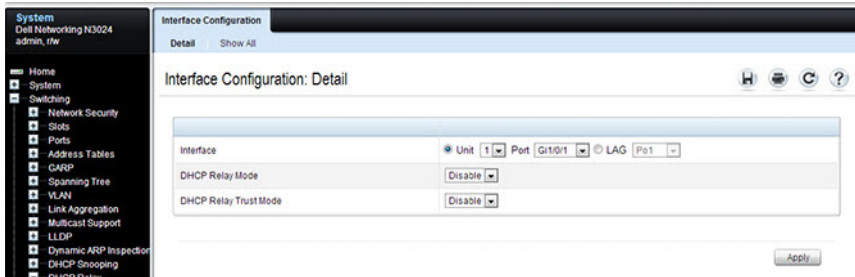 System
Dell Networking N3024
admin, r/w
Interface Configuration
Detail Show All
Home
System
Switching
Network Security
Slots
Ports
Address Tables
GARP
Spanning Tree
VLAN
Link Aggregation
Multicast Support
LLDP
Dynamic ARP Inspection
DHCP Snooping
DHCP Relay
Interface Configuration: Detail
Interface Unit 1 Port Gi1/0/1 LAG Po1
DHCP Relay Mode Disable
DHCP Relay Trust Mode Disable
Apply